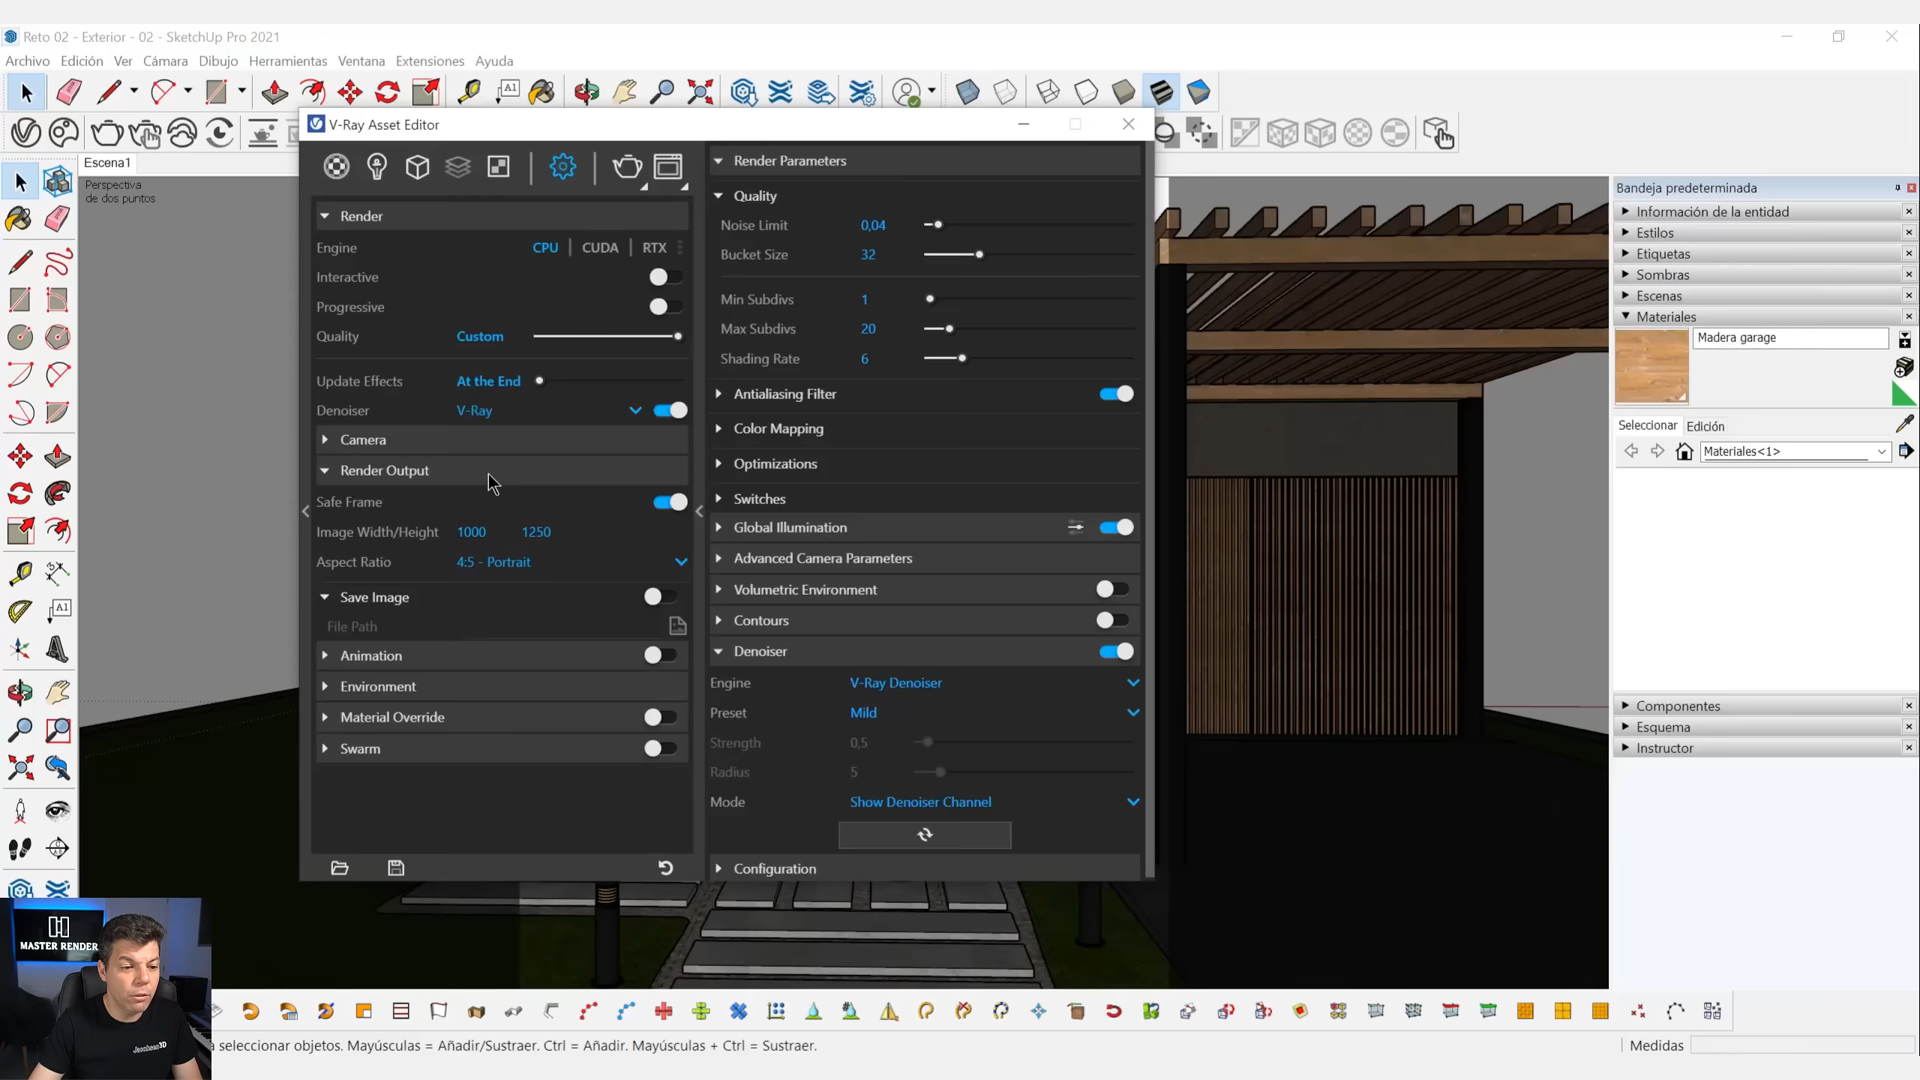 Reto 02 - Exterior - 02 - SketchUp Pro 2021
Archivo Edición Ver Cámara Dibujo Herramientas Ventana Extensiones Ayuda
A1
Escena1
Perspectiva
de dos puntos
A1
V-Ray Asset Editor
Render
Engine CPU | CUDA | RTX
Interactive
Progressive
Quality Custom
Update Effects At the End
Denoiser V-Ray
Camera
Render Output
Safe Frame
Image Width/Height 1000 1250
Aspect Ratio 4:5 - Portrait
Save Image
File Path
Animation
Environment
Material Override
Swarm
Render Parameters
Quality
Noise Limit 0,04
Bucket Size 32
Min Subdivs 1
Max Subdivs 20
Shading Rate 6
Antialiasing Filter
Color Mapping
Optimizations
Switches
Global Illumination
Advanced Camera Parameters
Volumetric Environment
Contours
Denoiser
Engine V-Ray Denoiser
Preset Mild
Strength 0,5
Radius 5
Mode Show Denoiser Channel
Configuration
Bandeja predeterminada
Información de la entidad
Estilos
Etiquetas
Sombras
Escenas
Materiales
Madera garage
Seleccionar Edición
Materiales<1>
Componentes
Esquema
Instructor
MASTER RENDER
a seleccionar objetos. Mayúsculas = Añadir/Sustraer. Ctrl = Añadir. Mayúsculas + Ctrl = Sustraer.
Medidas